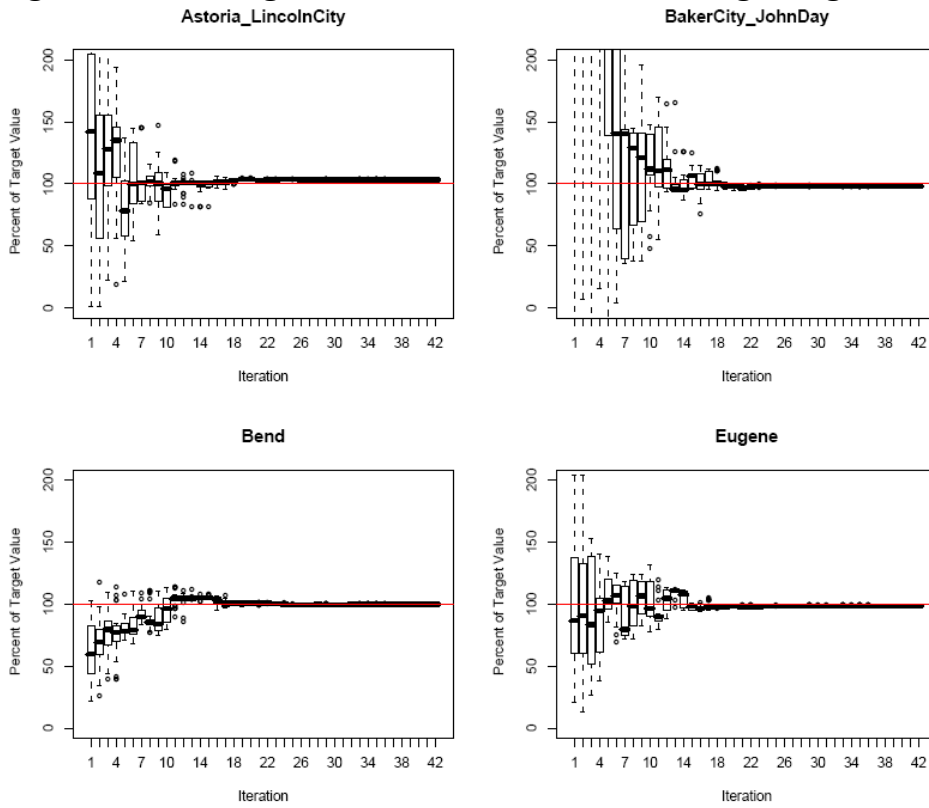 Astoria_LincolnCity
BakerCity_JohnDay
Percent of Target Value
200
150
100
50
0
1 4 7 10 14 18 22 26 30 34 38 42
Iteration
Percent of Target Value
200
150
100
50
0
1 4 7 10 14 18 22 26 30 34 38 42
Iteration
Bend
Eugene
Percent of Target Value
200
150
100
50
0
1 4 7 10 14 18 22 26 30 34 38 42
Iteration
Percent of Target Value
200
150
100
50
0
1 4 7 10 14 18 22 26 30 34 38 42
Iteration